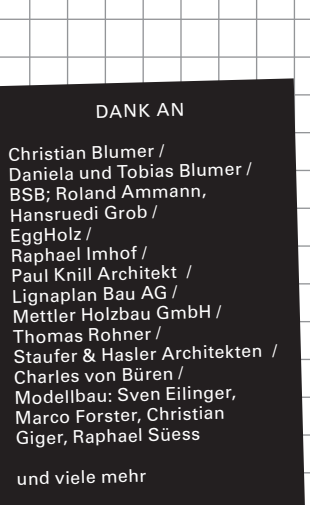 DANK AN
Christian Blumer /
Daniela und Tobias Blumer /
BSB; Roland Ammann,
Hansruedi Grob /
EggHolz /
Raphael Imhof /
Paul Knill Architekt /
Lignaplan Bau AG /
Mettler Holzbau GmbH /
Thomas Rohner /
Staufer & Hasler Architekten /
Charles von Büren /
Modellbau: Sven Eilinger,
Marco Forster, Christian
Giger, Raphael Süess
und viele mehr